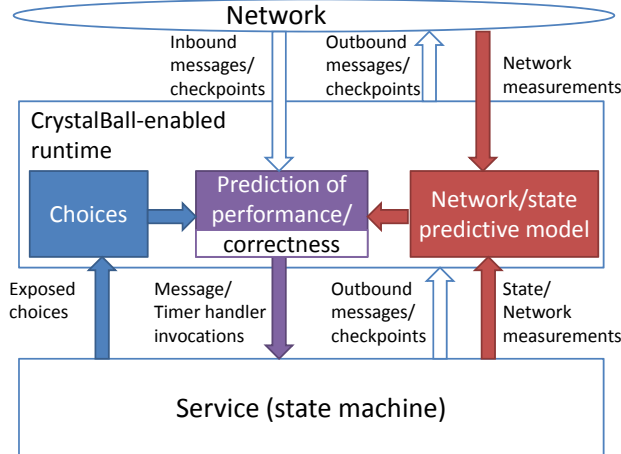 Network
Inbound
messages/
checkpoints
Outbound
messages/
checkpoints
Network
measurements
CrystalBall-enabled
runtime
Choices
Prediction of
performance/
correctness
Network/state
predictive model
Exposed
choices
Message/
Timer handler
invocations
Outbound
messages/
checkpoints
State/
Network
measurements
Service (state machine)